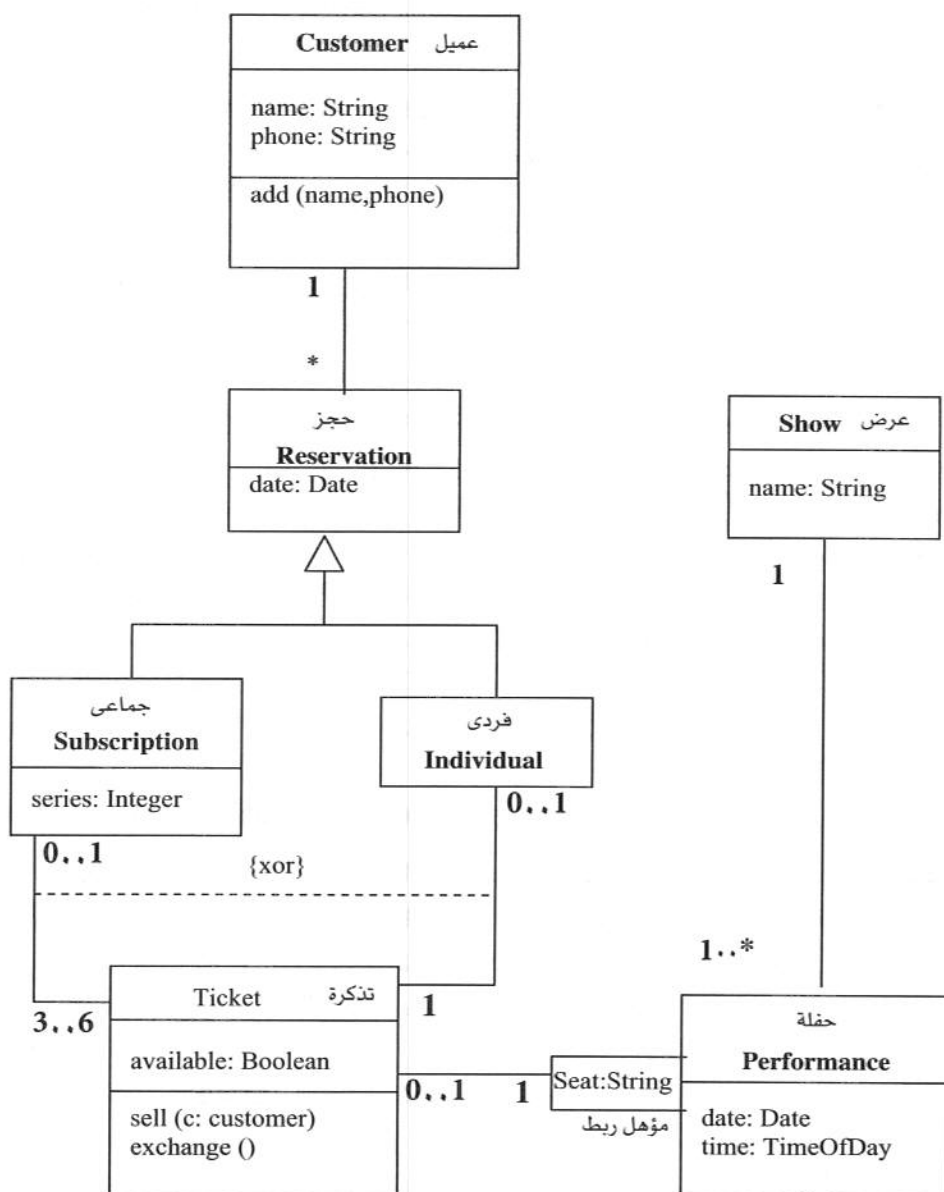 Customer عميل
name: String
phone: String
add (name,phone)
1
*
حجز
Reservation
date: Date
Show عرض
name: String
1
جماعى
Subscription
series: Integer
فردى
Individual
0..1
0..1
{xor}
1..*
Ticket تذكرة
1
3..6
available: Boolean
0..1
1
Seat:String
مؤهل ربط
sell (c: customer)
exchange ()
حفلة
Performance
date: Date
time: TimeOfDay